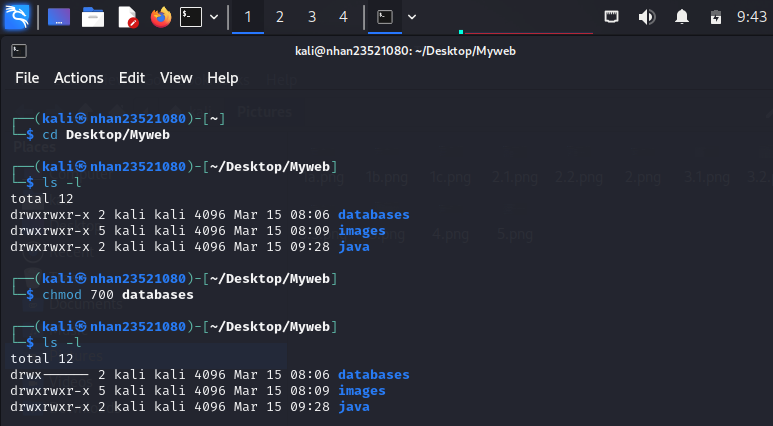 1 2 3 4 9:43
kali@nhan23521080: ~/Desktop/Myweb
File Actions Edit View Help
┌──(kali㉿nhan23521080)-[~]
└─$ cd Desktop/Myweb
┌──(kali㉿nhan23521080)-[~/Desktop/Myweb]
└─$ ls -l
total 12
drwxrwxr-x 2 kali kali 4096 Mar 15 08:06 databases
drwxrwxr-x 5 kali kali 4096 Mar 15 08:09 images
drwxrwxr-x 2 kali kali 4096 Mar 15 09:28 java
┌──(kali㉿nhan23521080)-[~/Desktop/Myweb]
└─$ chmod 700 databases
┌──(kali㉿nhan23521080)-[~/Desktop/Myweb]
└─$ ls -l
total 12
drwx------ 2 kali kali 4096 Mar 15 08:06 databases
drwxrwxr-x 5 kali kali 4096 Mar 15 08:09 images
drwxrwxr-x 2 kali kali 4096 Mar 15 09:28 java